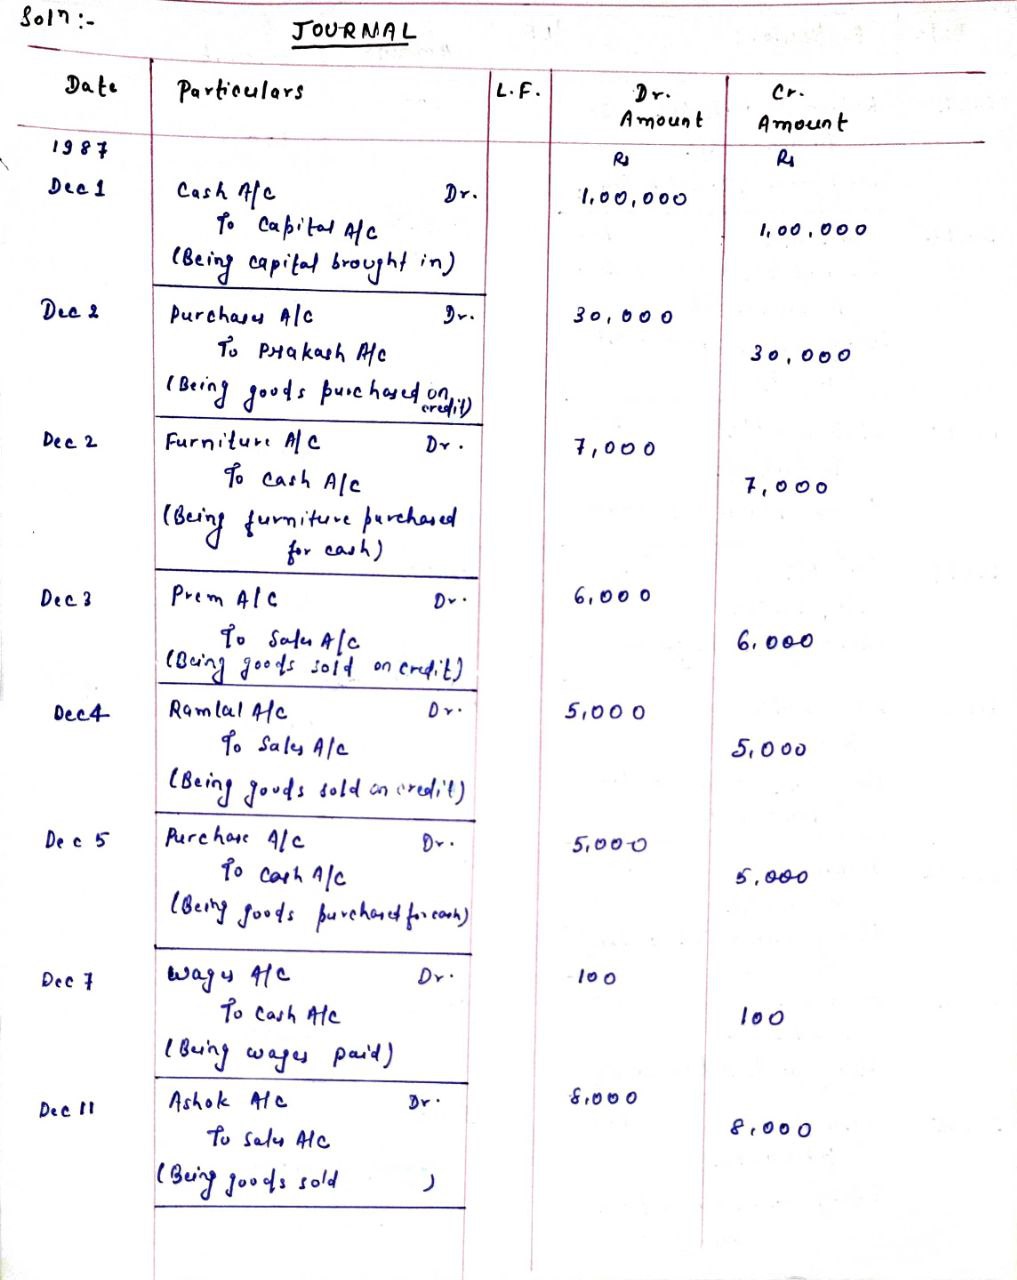 Soln :-
JOURNAL
Date Particulars L.F. Dr. Amount Cr. Amount
1987 Rs Rs
Dec 1 Cash A/c Dr. 1,00,000
To Capital A/c 1,00,000
(Being capital brought in)
Dec 2 Purchases A/c Dr. 30,000
To Prakash A/c 30,000
(Being goods purchased on credit)
Dec 2 Furniture A/c Dr. 7,000
To Cash A/c 7,000
(Being furniture purchased
for cash)
Dec 3 Prem A/c Dr. 6,000
To Sales A/c 6,000
(Being goods sold on credit)
Dec 4 Ramlal A/c Dr. 5,000
To Sales A/c 5,000
(Being goods sold on credit)
Dec 5 Purchase A/c Dr. 5,000
To Cash A/c 5,000
(Being goods purchased for cash)
Dec 7 Wages A/c Dr. 100
To Cash A/c 100
(Being wages paid)
Dec 11 Ashok A/c Dr. 8,000
To Sales A/c 8,000
(Being goods sold )